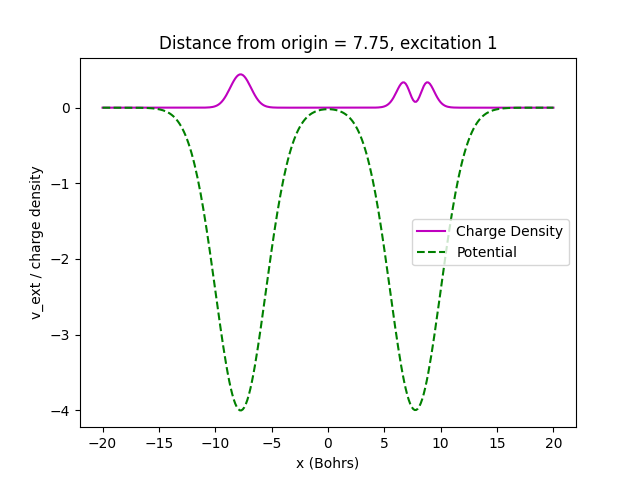 Distance from origin = 7.75, excitation 1
v_ext / charge density
0
−1
−2
−3
−4
Charge Density
Potential
−20 −15 −10 −5 0 5 10 15 20
x (Bohrs)